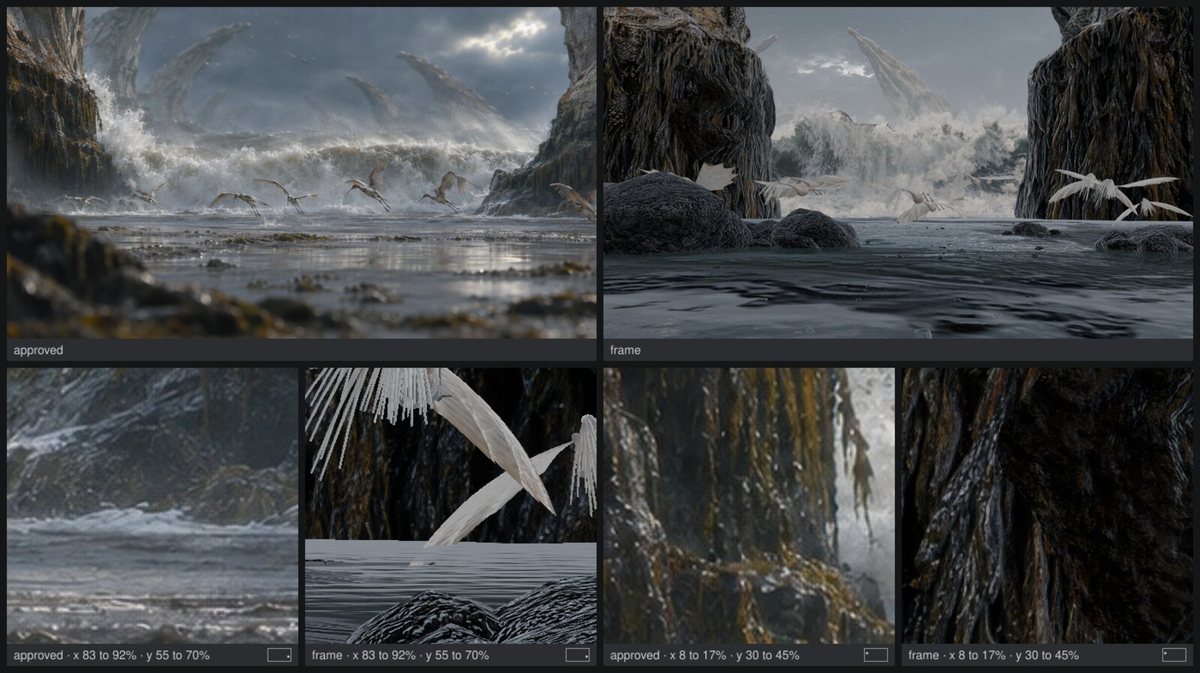 approved
frame
approved · x 83 to 92% · y 55 to 70%
frame · x 83 to 92% · y 55 to 70%
approved · x 8 to 17% · y 30 to 45%
frame · x 8 to 17% · y 30 to 45%